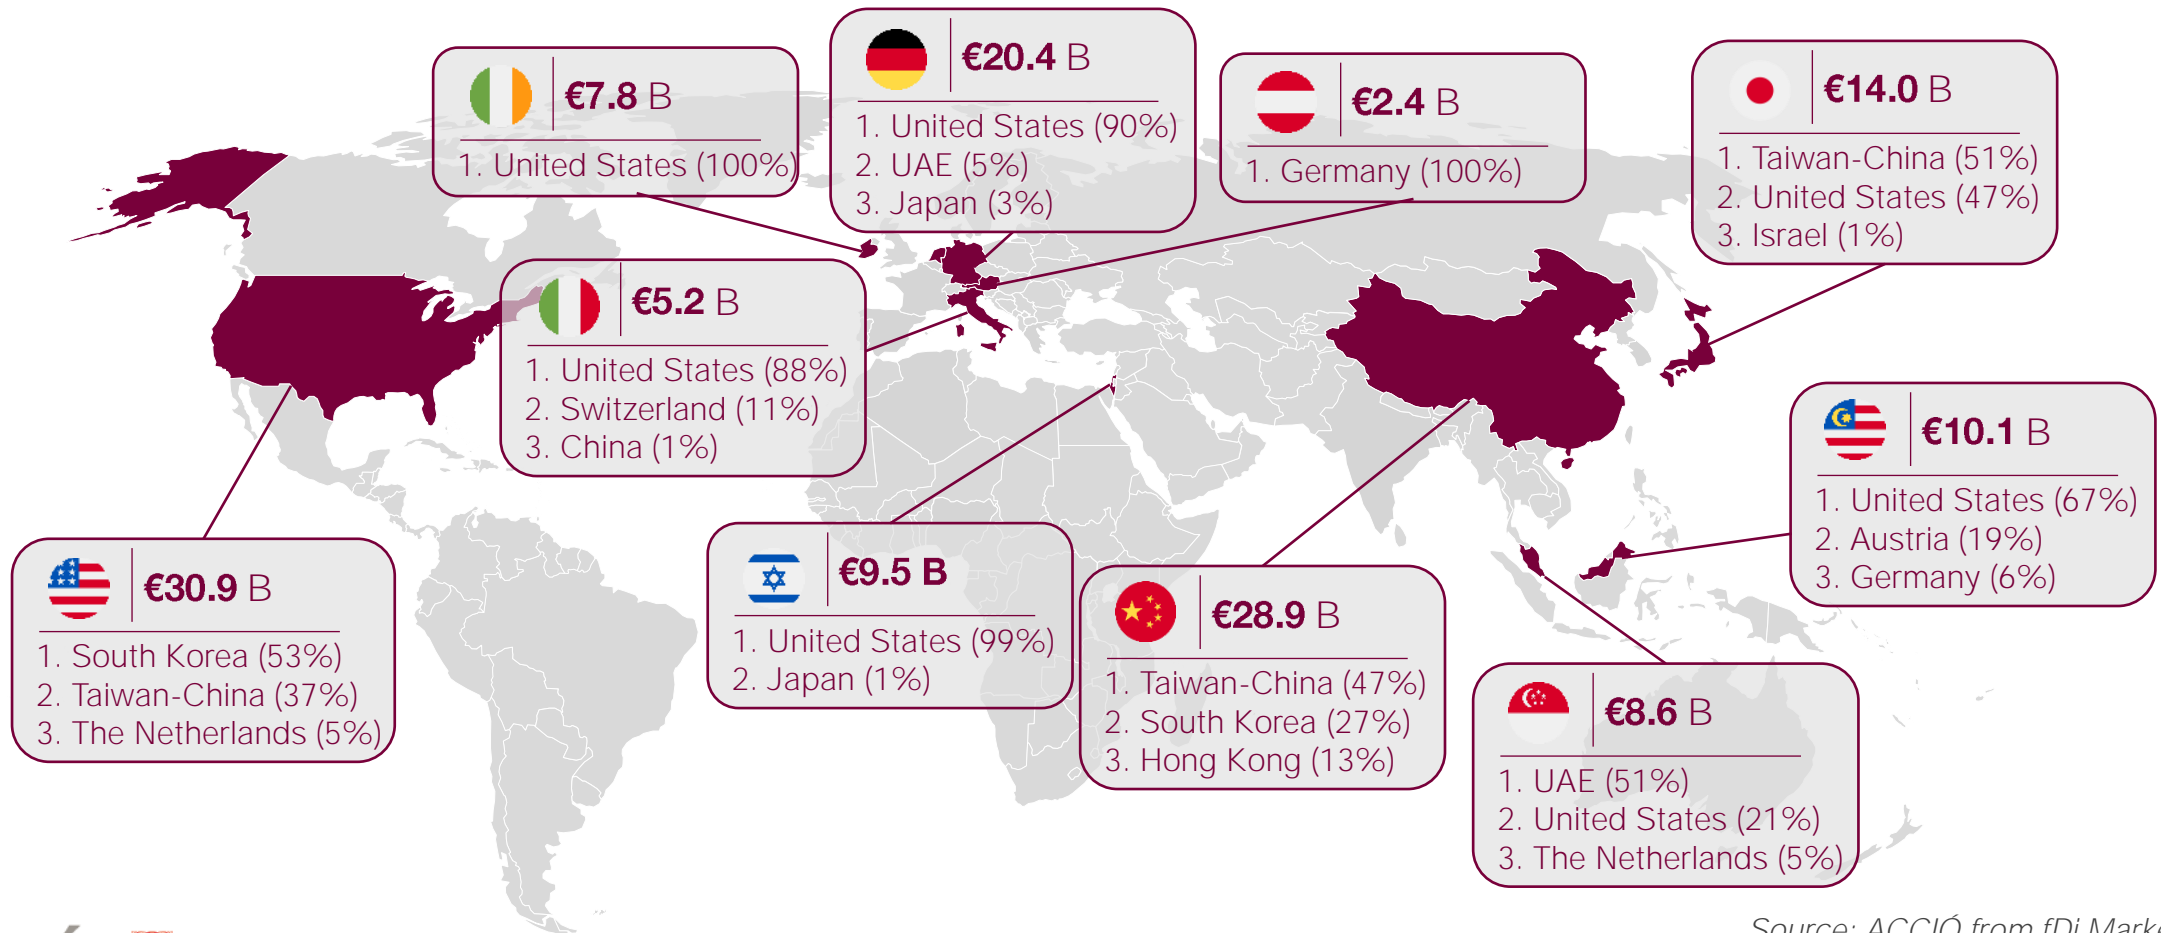 €7.8 B
1. United States (100%)
€20.4 B
1. United States (90%)
2. UAE (5%)
3. Japan (3%)
€2.4 B
1. Germany (100%)
€14.0 B
1. Taiwan-China (51%)
2. United States (47%)
3. Israel (1%)
€5.2 B
1. United States (88%)
2. Switzerland (11%)
3. China (1%)
€10.1 B
1. United States (67%)
2. Austria (19%)
3. Germany (6%)
€30.9 B
1. South Korea (53%)
2. Taiwan-China (37%)
3. The Netherlands (5%)
€9.5 B
1. United States (99%)
2. Japan (1%)
€28.9 B
1. Taiwan-China (47%)
2. South Korea (27%)
3. Hong Kong (13%)
€8.6 B
1. UAE (51%)
2. United States (21%)
3. The Netherlands (5%)
Source: ACCIÓ from fDi Marke